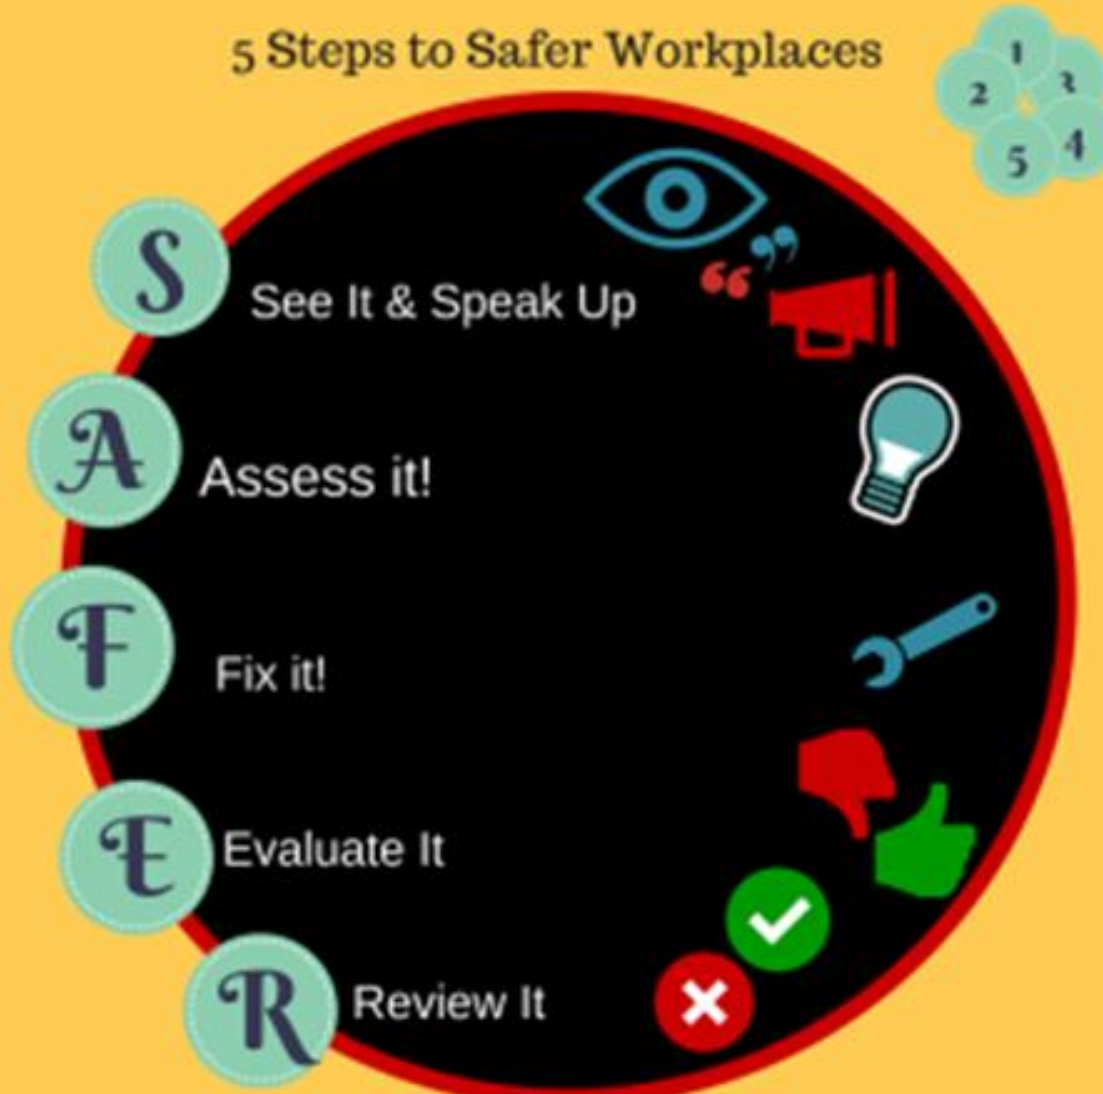 5 Steps to Safer Workplaces
1
2
3
5
4
S
See It & Speak Up
“ ”
A
Assess it!
F
Fix it!
E
Evaluate It
R
Review It